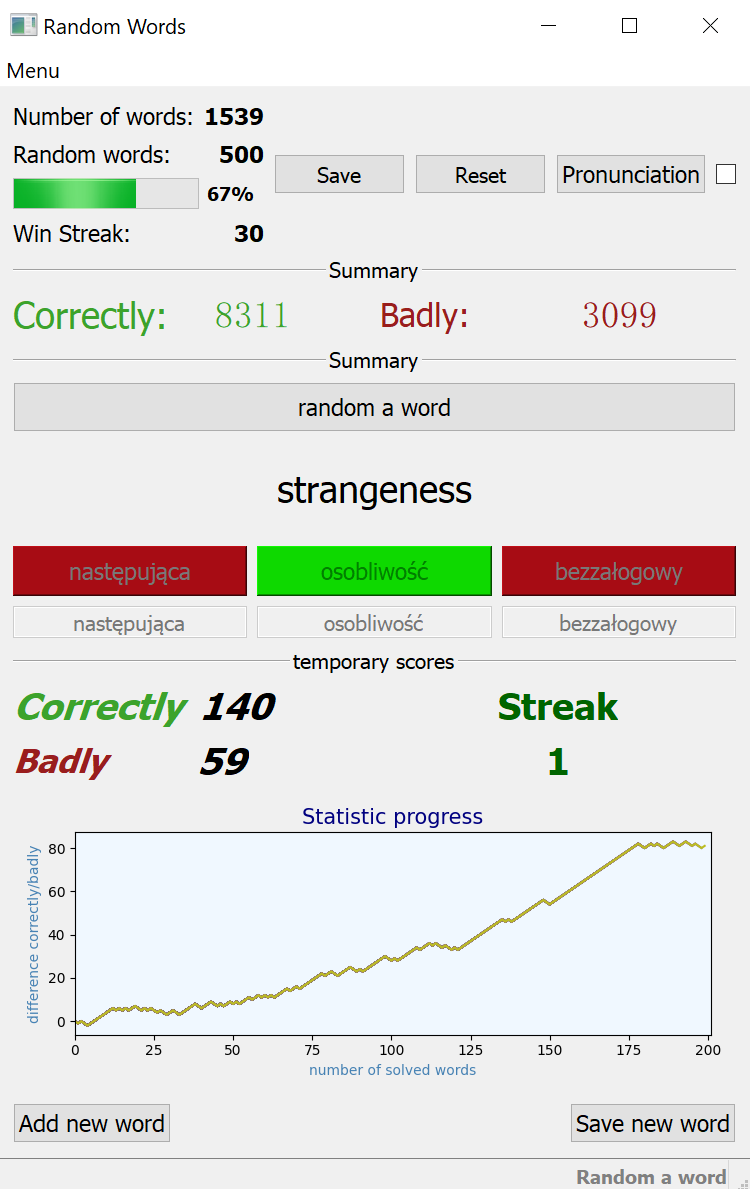 Random Words
Menu
Number of words: 1539
Random words: 500
Save Reset Pronunciation
67%
Win Streak: 30
Summary
Correctly: 8311 Badly: 3099
Summary
random a word
strangeness
następująca osobliwość bezzałogowy
następująca osobliwość bezzałogowy
temporary scores
Correctly 140 Streak
Badly 59 1
Statistic progress
difference correctly/badly
80
60
40
20
0
0 25 50 75 100 125 150 175 200
number of solved words
Add new word Save new word
Random a word